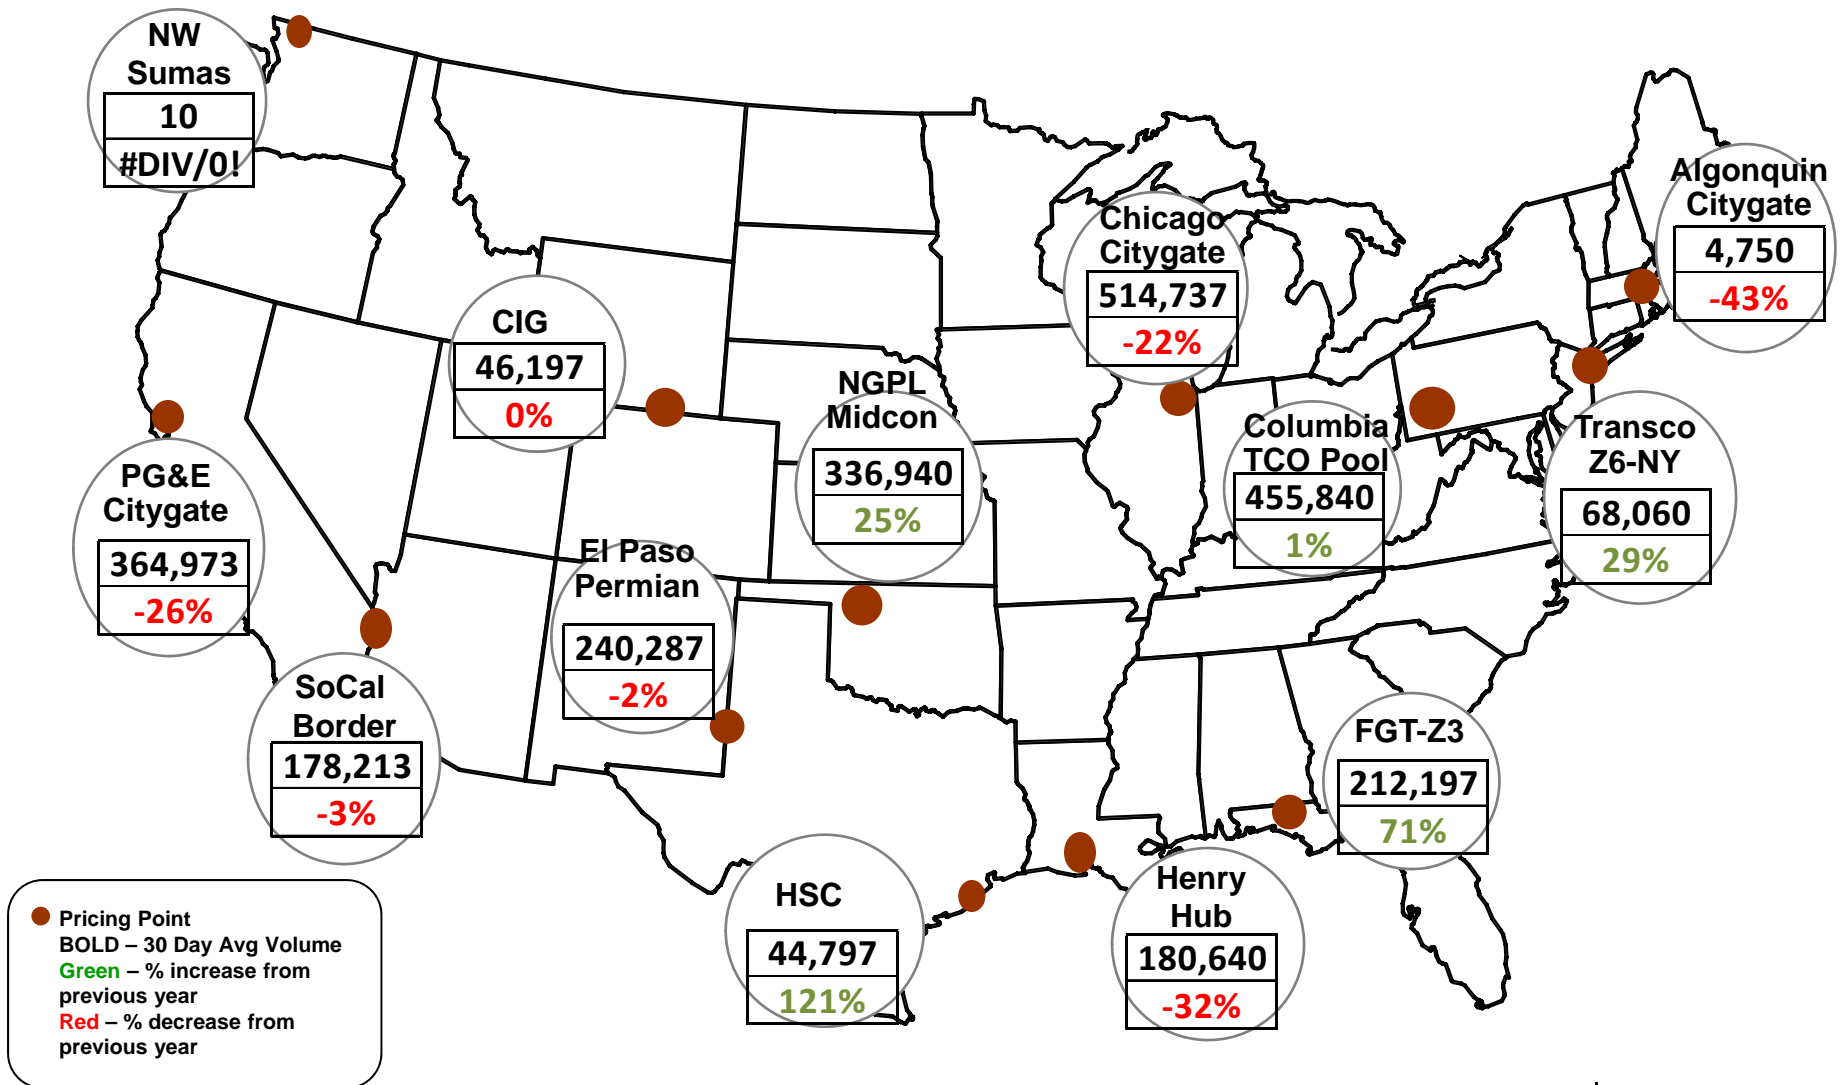 NW
Sumas
10
#DIV/0!
Algonquin
Citygate
4,750
-43%
Chicago
Citygate
514,737
-22%
CIG
46,197
0%
NGPL
Midcon
336,940
25%
Columbia
TCO Pool
455,840
1%
Transco
Z6-NY
68,060
29%
PG&E
Citygate
364,973
-26%
El Paso
Permian
240,287
-2%
SoCal
Border
178,213
-3%
FGT-Z3
212,197
71%
HSC
44,797
121%
Henry
Hub
180,640
-32%
Pricing Point
BOLD – 30 Day Avg Volume
Green – % increase from
previous year
Red – % decrease from
previous year